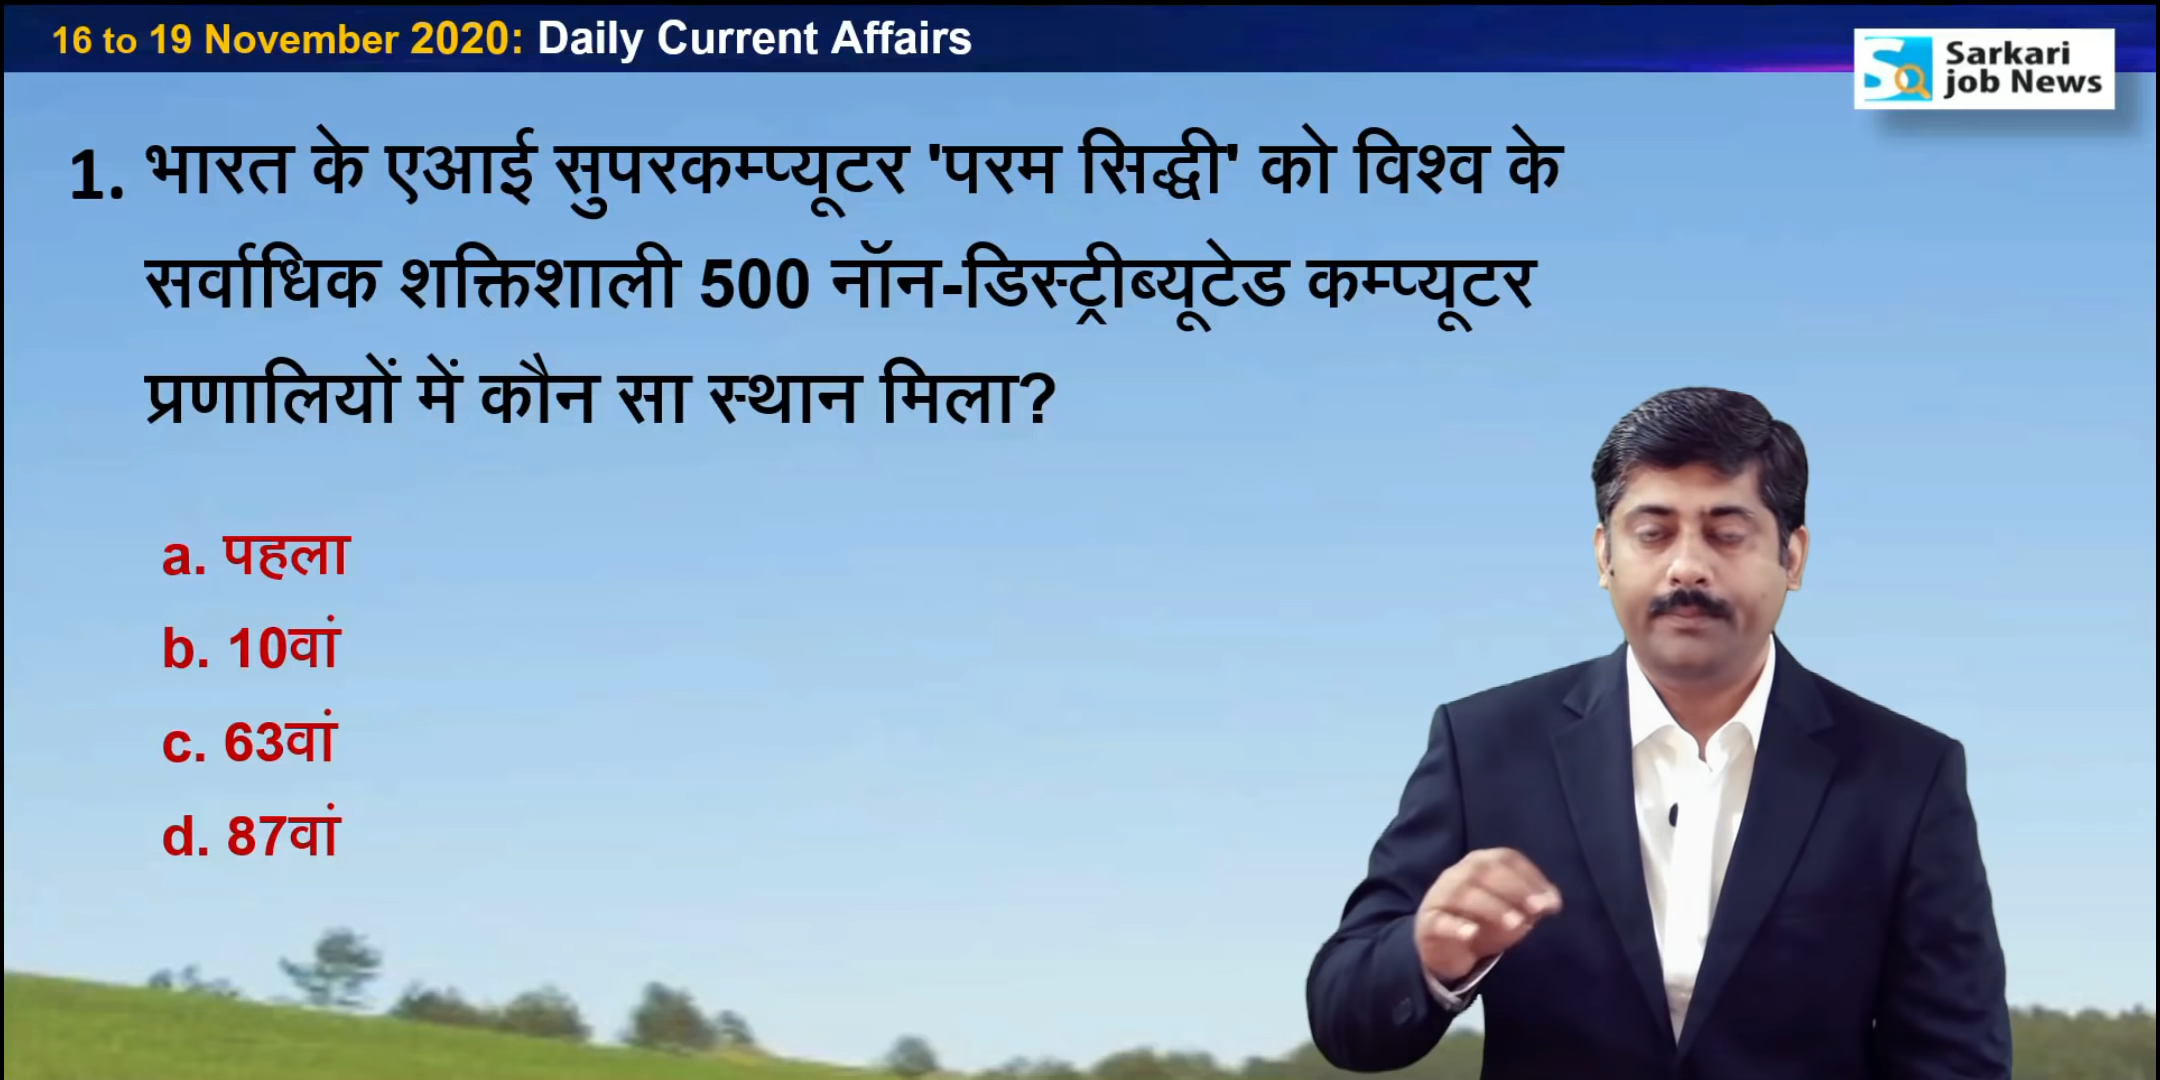 16 to 19 November 2020: Daily Current Affairs
Sarkari
job News
1. भारत के एआई सुपरकम्प्यूटर 'परम सिद्धी' को विश्व के
सर्वाधिक शक्तिशाली 500 नॉन-डिस्ट्रीब्यूटेड कम्प्यूटर
प्रणालियों में कौन सा स्थान मिला?
a. पहला
b. 10वां
c. 63वां
d. 87वां